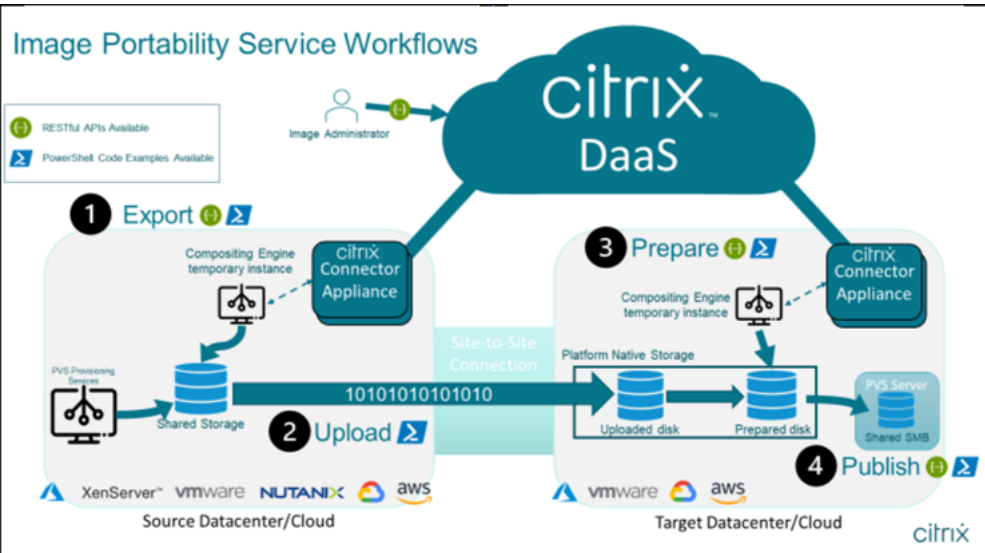 Image Portability Service Workflows
RESTful APIs Available
PowerShell Code Examples Available
Image Administrator
citrix™
DaaS
1 Export
Compositing Engine
temporary instance
citrix
Connector
Appliance
PVS Provisioning
Services
Shared Storage
2 Upload
10101010101010
Site-to-Site
Connection
XenServer™ vmware NUTANIX aws
Source Datacenter/Cloud
3 Prepare
Compositing Engine
temporary instance
citrix
Connector
Appliance
Platform Native Storage
Uploaded disk
Prepared disk
PVS Server
Shared SMB
4 Publish
vmware aws
Target Datacenter/Cloud
citrix